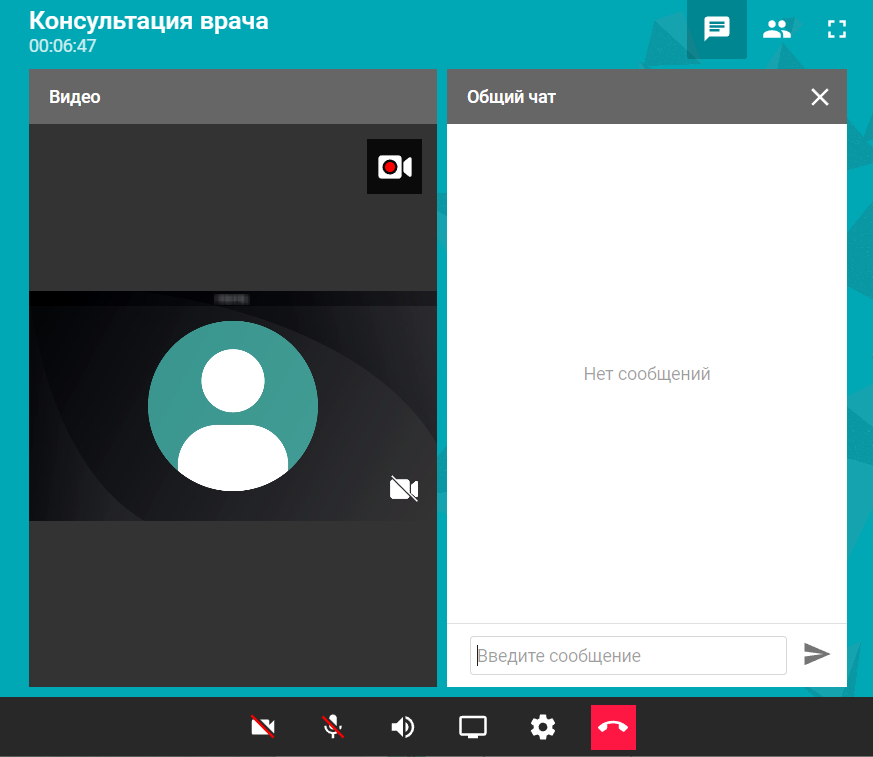 Консультация врача
00:06:47
Видео
Общий чат
Нет сообщений
Введите сообщение